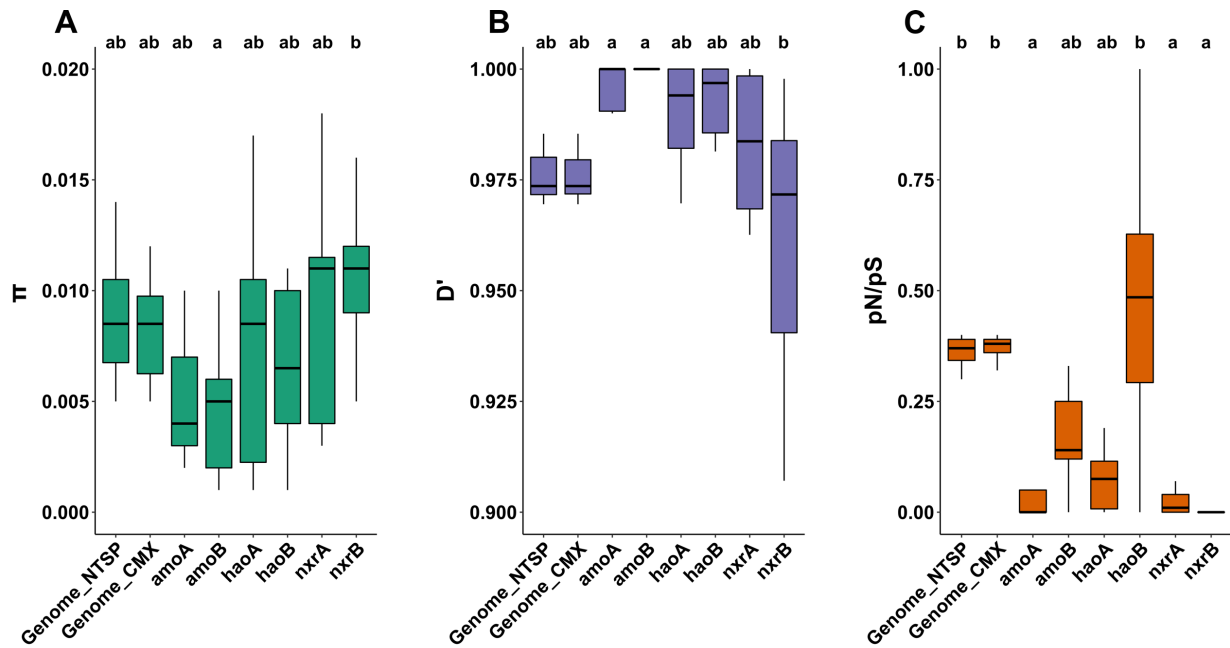 A
ab ab ab a ab ab ab b
π
0.020
0.015
0.010
0.005
0.000
Genome_NTSP
Genome_CMX
amoA
amoB
haoA
haoB
nxrA
nxrB
B
ab ab a a ab ab ab b
D'
1.000
0.975
0.950
0.925
0.900
Genome_NTSP
Genome_CMX
amoA
amoB
haoA
haoB
nxrA
nxrB
C
b b a ab ab b a a
pN/pS
1.00
0.75
0.50
0.25
0.00
Genome_NTSP
Genome_CMX
amoA
amoB
haoA
haoB
nxrA
nxrB